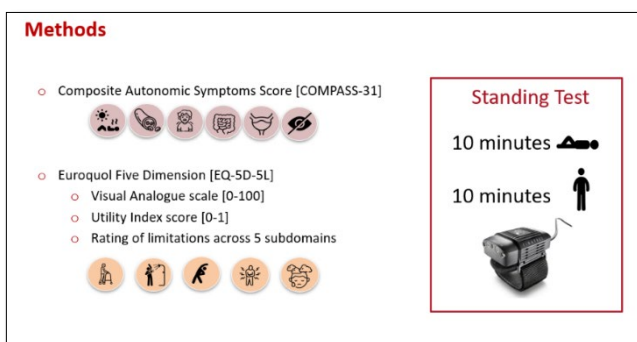 Methods
Composite Autonomic Symptoms Score [COMPASS-31]
Euroquol Five Dimension [EQ-5D-5L]
Visual Analogue scale [0-100]
Utility Index score [0-1]
Rating of limitations across 5 subdomains
Standing Test
10 minutes
10 minutes